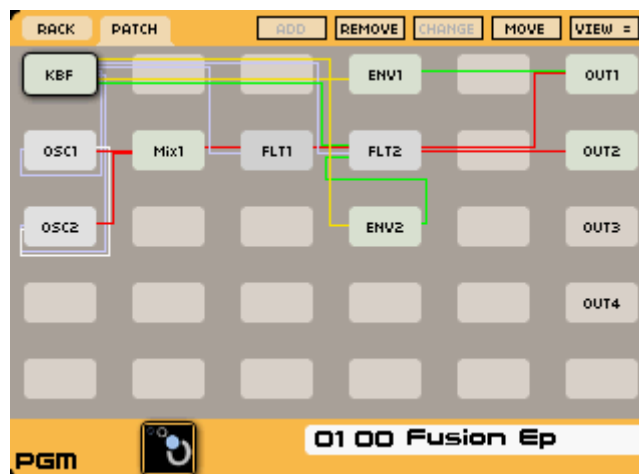 RACK PATCH ADD REMOVE CHANGE MOVE VIEW =
KBF ENV1 OUT1
OSC1 Mix1 FLT1 FLT2 OUT2
OSC2 ENV2 OUT3
OUT4
PGM 01 00 Fusion Ep